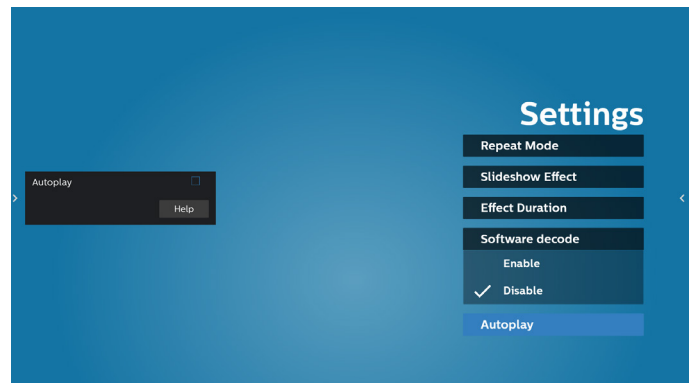 Settings
Repeat Mode
Slideshow Effect
Autoplay
Help
Effect Duration
Software decode
Enable
Disable
Autoplay